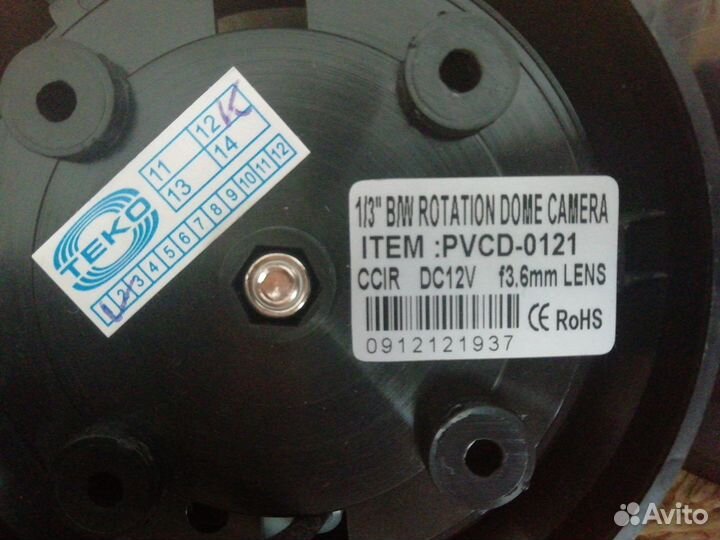 11 12
13 14
TEKO
1 2 3 4 5 6 7 8 9 10 11 12
1/3" B/W ROTATION DOME CAMERA
ITEM :PVCD-0121
CCIR DC12V f3.6mm LENS
CE RoHS
0912121937
Avito